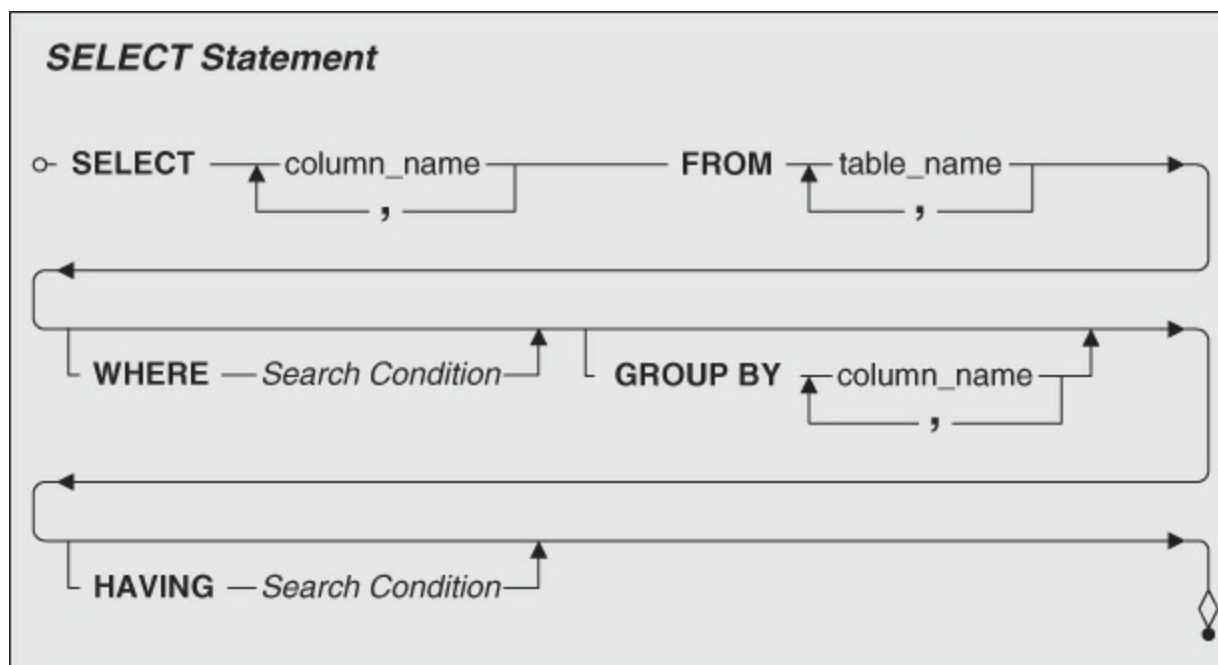 SELECT Statement
SELECT column_name FROM table_name
, ,
WHERE Search Condition GROUP BY column_name
,
HAVING Search Condition